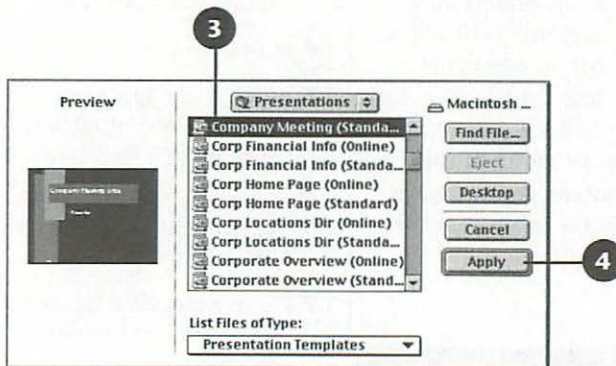 3
Preview
Presentations
Macintosh ...
Company Meeting (Standa...
Corp Financial Info (Online)
Corp Financial Info (Standa...
Corp Home Page (Online)
Corp Home Page (Standard)
Corp Locations Dir (Online)
Corp Locations Dir (Standa...
Corporate Overview (Online)
Corporate Overview (Stand...
Find File...
Eject
Desktop
Cancel
Apply
4
List Files of Type:
Presentation Templates